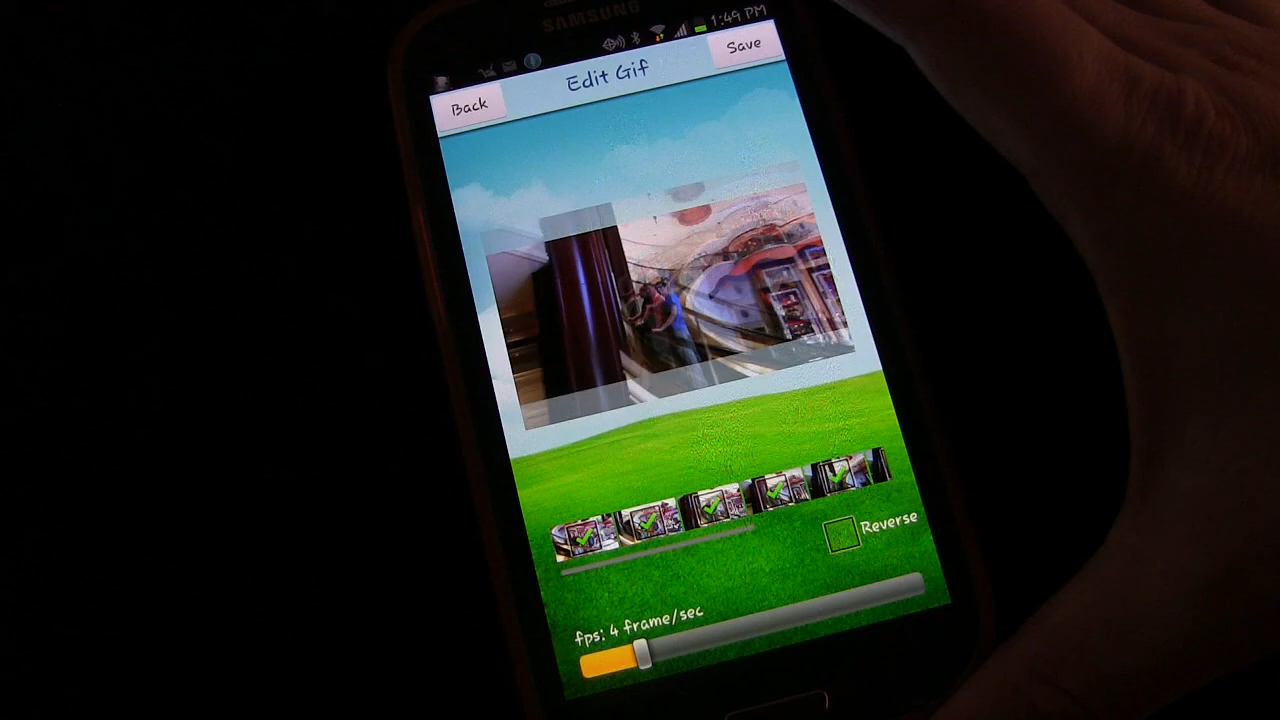 SAMSUNG
1:49 PM
Back
Edit Gif
Save
Reverse
fps: 4 frame/sec